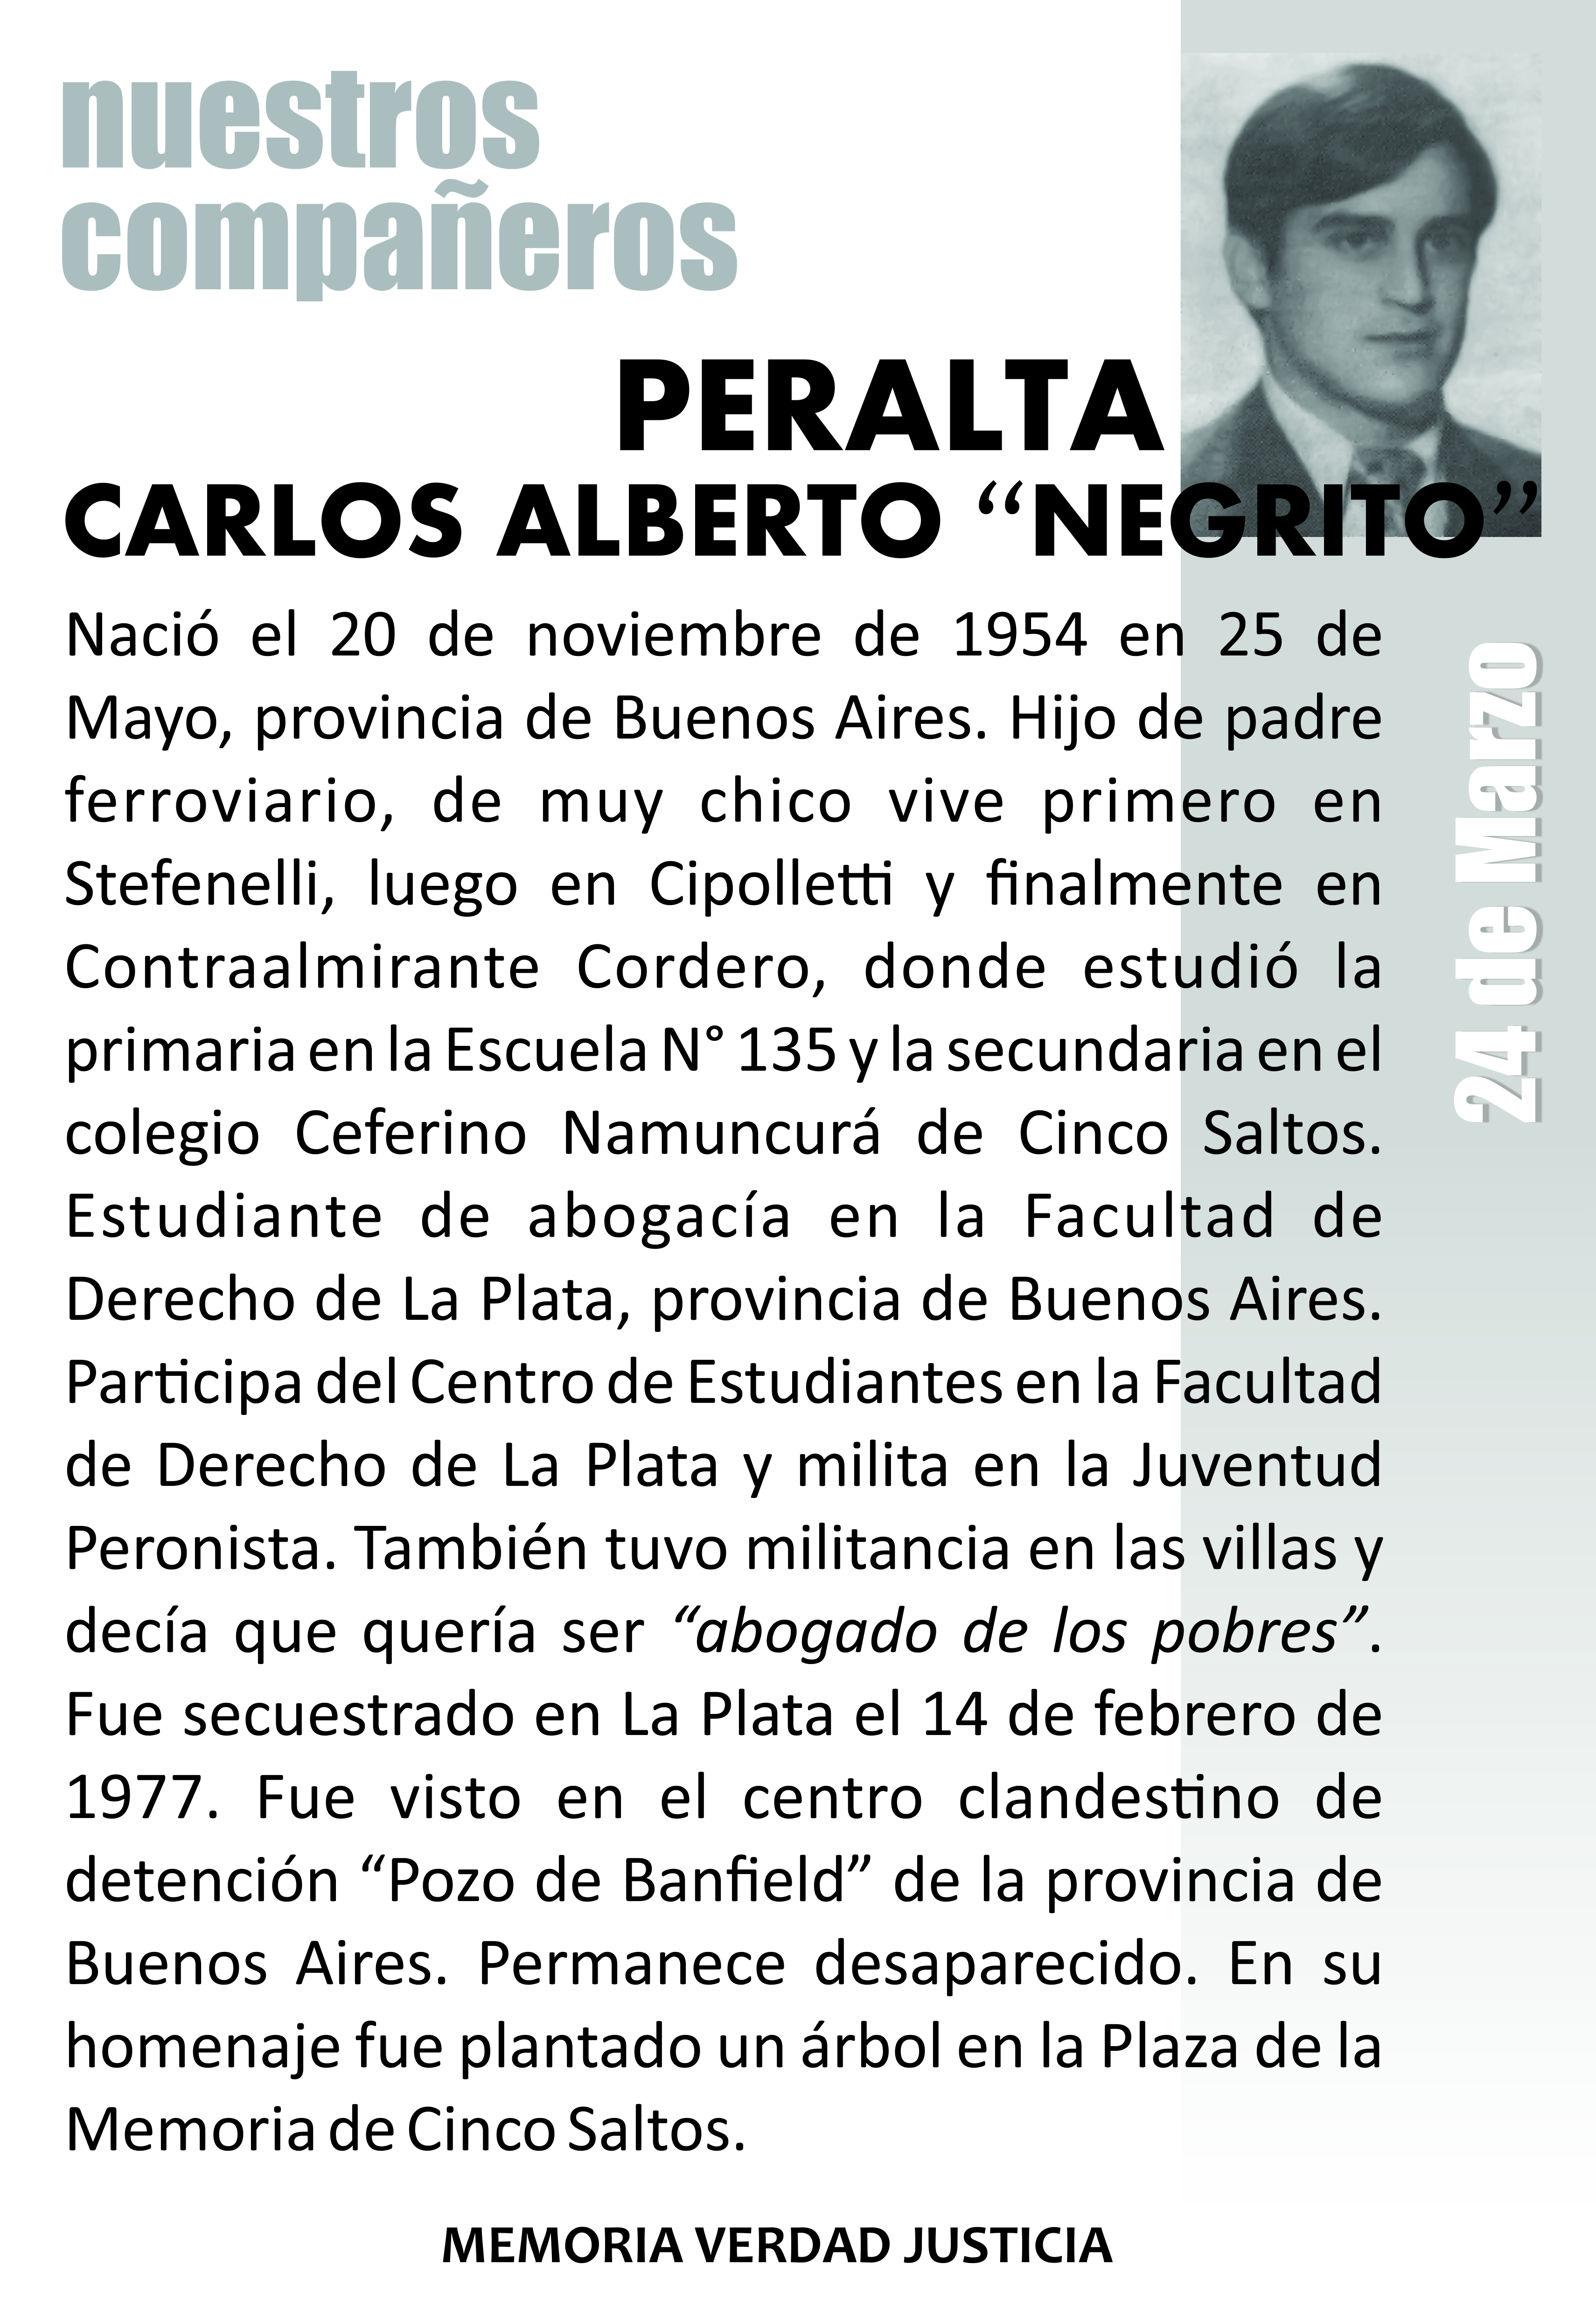 nuestros
compañeros
PERALTA
CARLOS ALBERTO “NEGRITO”
Nació el 20 de noviembre de 1954 en 25 de
Mayo, provincia de Buenos Aires. Hijo de padre
ferroviario, de muy chico vive primero en
Stefenelli, luego en Cipolletti y finalmente en
Contraalmirante Cordero, donde estudió la
primaria en la Escuela N° 135 y la secundaria en el
colegio Ceferino Namuncurá de Cinco Saltos.
Estudiante de abogacía en la Facultad de
Derecho de La Plata, provincia de Buenos Aires.
Participa del Centro de Estudiantes en la Facultad
de Derecho de La Plata y milita en la Juventud
Peronista. También tuvo militancia en las villas y
decía que quería ser “abogado de los pobres”.
Fue secuestrado en La Plata el 14 de febrero de
1977. Fue visto en el centro clandestino de
detención “Pozo de Banfield” de la provincia de
Buenos Aires. Permanece desaparecido. En su
homenaje fue plantado un árbol en la Plaza de la
Memoria de Cinco Saltos.
24 de Marzo
MEMORIA VERDAD JUSTICIA